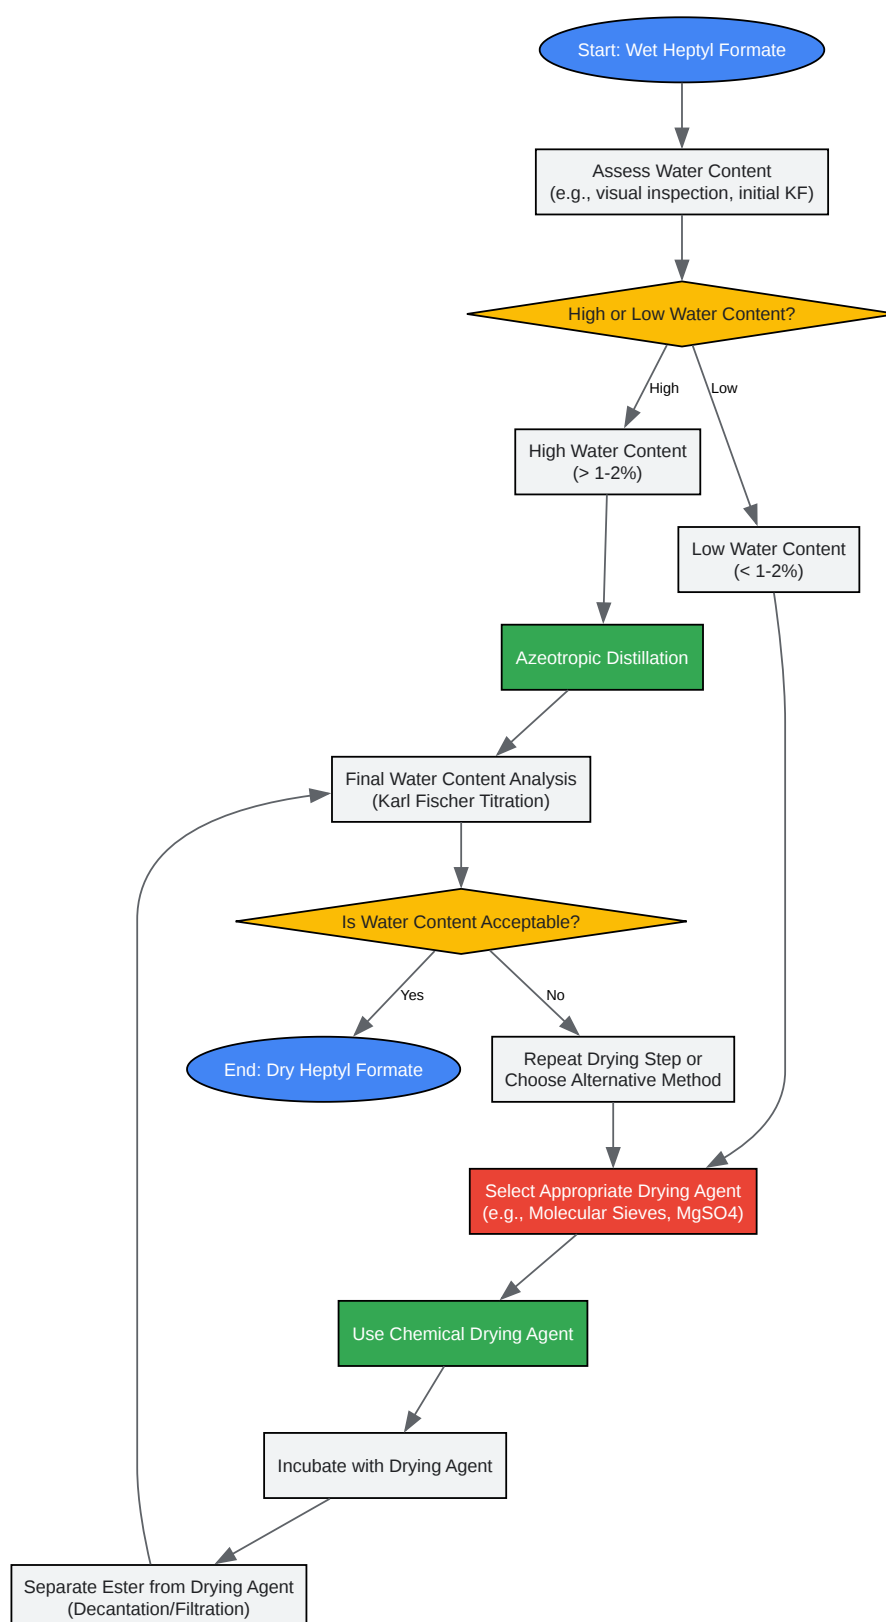 Start: Wet Heptyl Formate
Assess Water Content
(e.g., visual inspection, initial KF)
High or Low Water Content?
High
Low
High Water Content
(> 1-2%)
Low Water Content
(< 1-2%)
Azeotropic Distillation
Final Water Content Analysis
(Karl Fischer Titration)
Is Water Content Acceptable?
Yes
No
End: Dry Heptyl Formate
Repeat Drying Step or
Choose Alternative Method
Select Appropriate Drying Agent
(e.g., Molecular Sieves, MgSO4)
Use Chemical Drying Agent
Incubate with Drying Agent
Separate Ester from Drying Agent
(Decantation/Filtration)